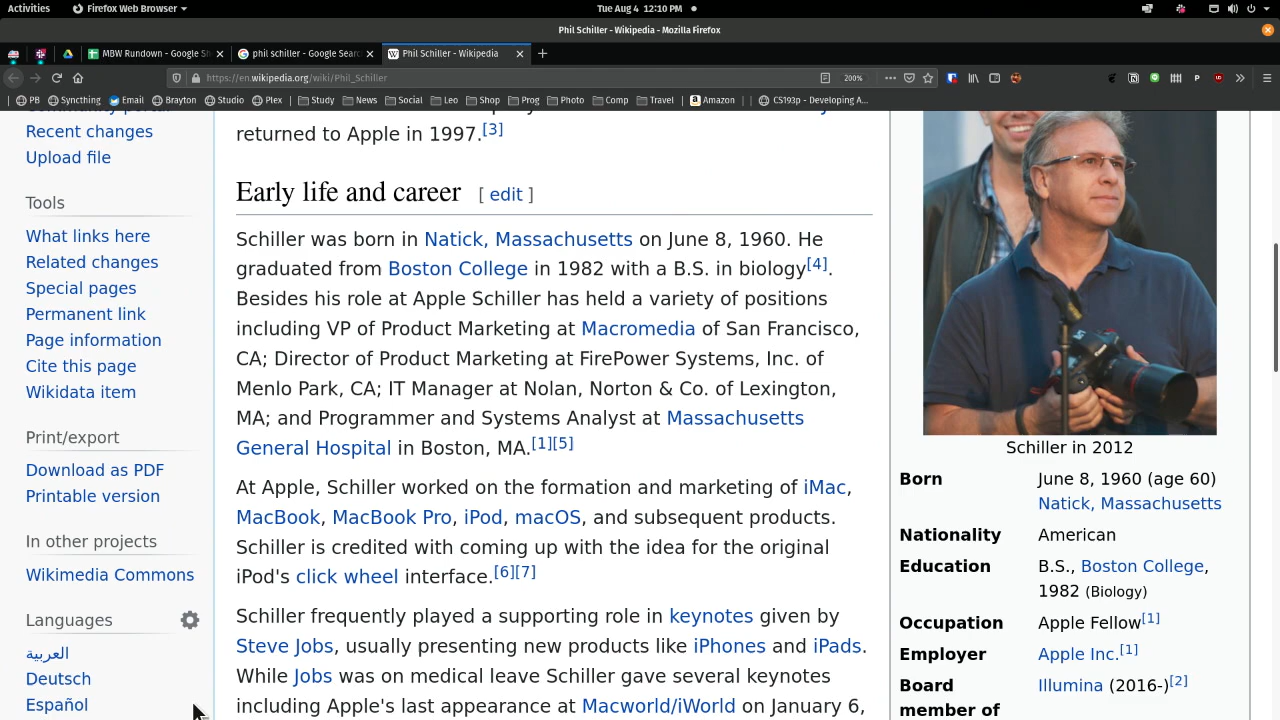 Activities
Firefox Web Browser
Tue Aug 4 12:10 PM
Phil Schiller - Wikipedia - Mozilla Firefox
MBW Rundown - Google Sh
phil schiller - Google Searc
Phil Schiller - Wikipedia
https://en.wikipedia.org/wiki/Phil_Schiller
200%
PB
Syncthing
Email
Brayton
Studio
Plex
Study
News
Social
Leo
Shop
Prog
Photo
Comp
Travel
Amazon
CS193p - Developing A...
Recent changes
Upload file
Tools
What links here
Related changes
Special pages
Permanent link
Page information
Cite this page
Wikidata item
Print/export
Download as PDF
Printable version
In other projects
Wikimedia Commons
Languages
العربية
Deutsch
Español
returned to Apple in 1997.[3]
Early life and career [ edit ]
Schiller was born in Natick, Massachusetts on June 8, 1960. He
graduated from Boston College in 1982 with a B.S. in biology[4].
Besides his role at Apple Schiller has held a variety of positions
including VP of Product Marketing at Macromedia of San Francisco,
CA; Director of Product Marketing at FirePower Systems, Inc. of
Menlo Park, CA; IT Manager at Nolan, Norton & Co. of Lexington,
MA; and Programmer and Systems Analyst at Massachusetts
General Hospital in Boston, MA.[1][5]
At Apple, Schiller worked on the formation and marketing of iMac,
MacBook, MacBook Pro, iPod, macOS, and subsequent products.
Schiller is credited with coming up with the idea for the original
iPod's click wheel interface.[6][7]
Schiller frequently played a supporting role in keynotes given by
Steve Jobs, usually presenting new products like iPhones and iPads.
While Jobs was on medical leave Schiller gave several keynotes
including Apple's last appearance at Macworld/iWorld on January 6,
Schiller in 2012
Born June 8, 1960 (age 60)
Natick, Massachusetts
Nationality American
Education B.S., Boston College,
1982 (Biology)
Occupation Apple Fellow[1]
Employer Apple Inc.[1]
Board Illumina (2016-)[2]
member of